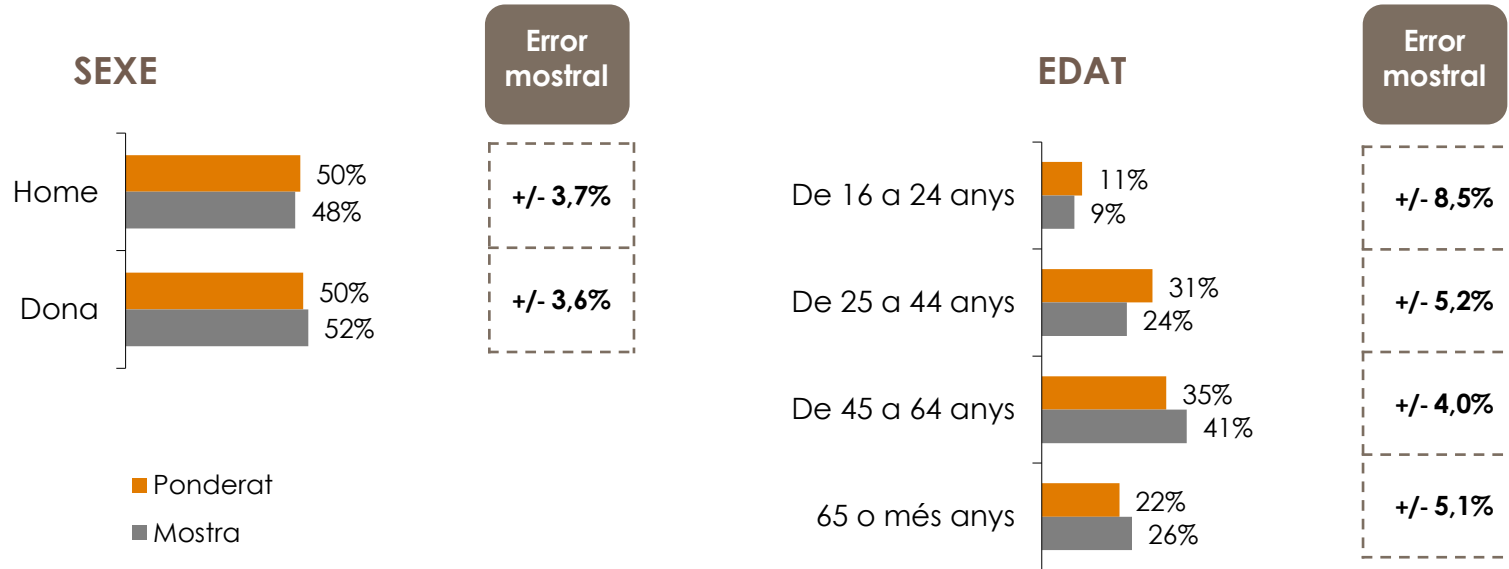 SEXE
Error
mostral
Home
50%
48%
+/- 3,7%
Dona
50%
52%
+/- 3,6%
Ponderat
Mostra
EDAT
Error
mostral
De 16 a 24 anys
11%
9%
+/- 8,5%
De 25 a 44 anys
31%
24%
+/- 5,2%
De 45 a 64 anys
35%
41%
+/- 4,0%
65 o més anys
22%
26%
+/- 5,1%